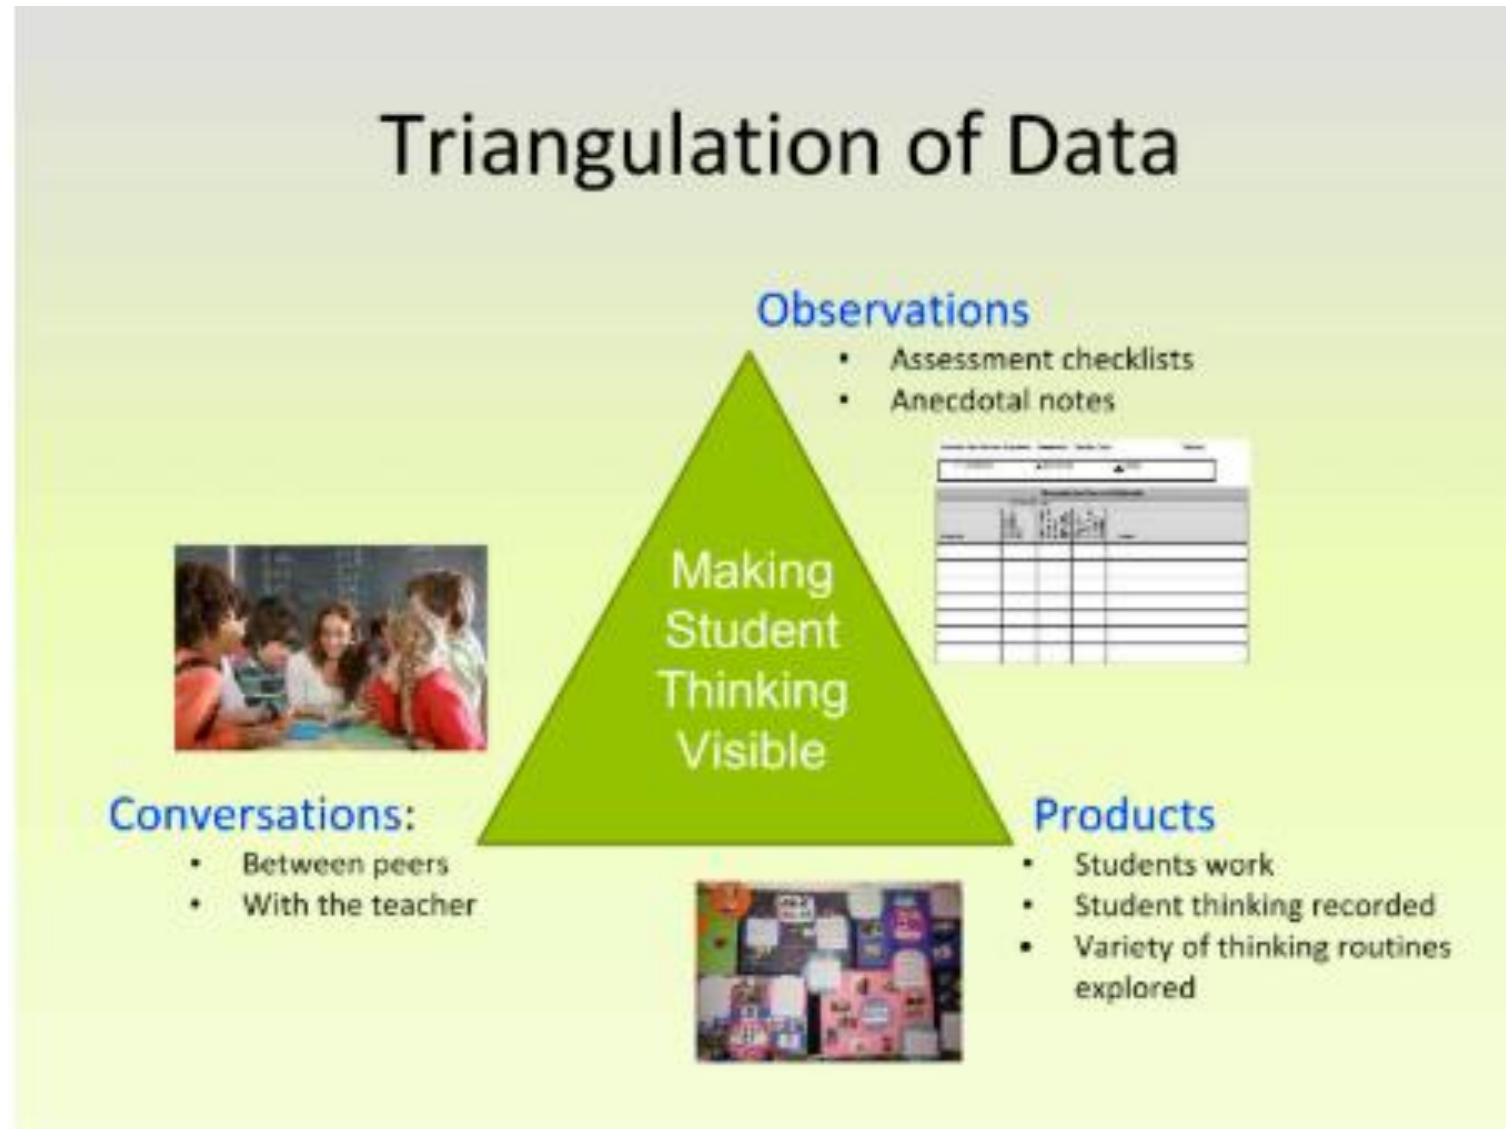 Triangulation of Data
Observations
• Assessment checklists
• Anecdotal notes
Making
Student
Thinking
Visible
Conversations:
• Between peers
• With the teacher
Products
• Students work
• Student thinking recorded
• Variety of thinking routines
explored